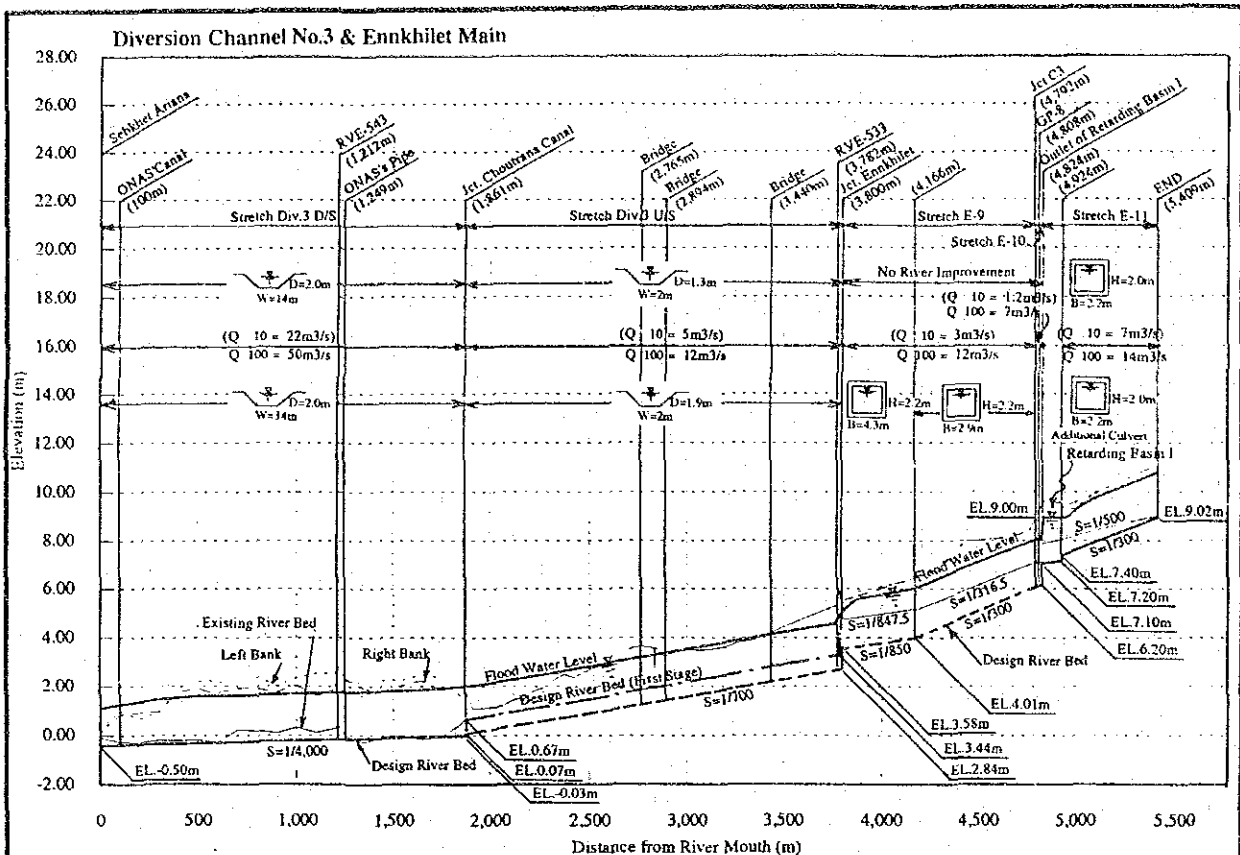 Diversion Channel No.3 & Ennkhilet Main
28.00
26.00
24.00
22.00
20.00
18.00
16.00
14.00
12.00
10.00
8.00
6.00
4.00
2.00
0.00
-2.00
Elevation (m)
Sebkhet Ariana
ONAS'Canal
(100m)
RVE-543
(1,212m)
ONAS's Pipe
(1,249m)
Jct. Choutrana Canal
(1,861m)
Bridge
(2,765m)
Bridge
(2,894m)
Bridge
(3,440m)
RVE-533
(3,782m)
Jct. Ennkhilet
(3,800m)
(4,166m)
Jct C3
(4,792m)
GP-8
(4,808m)
Outlet of Retarding Basin 1
(4,824m)
(4,924m)
END
(5,409m)
Stretch Div.3 D/S
Stretch Div.3 U/S
Stretch E-9
Stretch E-11
Stretch E-10
No River Improvement
D=2.0m
W=14m
D=1.3m
W=2m
H=2.0m
B=2.2m
(Q 10 = 1.2m3/s)
Q 100 = 7m3/s
(Q 10 = 22m3/s)
Q 100 = 50m3/s
(Q 10 = 5m3/s)
Q 100 = 12m3/s
(Q 10 = 3m3/s)
Q 100 = 12m3/s
(Q 10 = 7m3/s)
Q 100 = 14m3/s
D=2.0m
W=34m
D=1.9m
W=2m
H=2.2m
B=4.3m
H=2.2m
B=2.9m
H=2.0m
B=2.2m
Additional Culvert
Retarding Basin 1
EL.9.00m
EL.9.02m
S=1/500
S=1/300
Flood Water Level
EL.7.40m
EL.7.20m
EL.7.10m
EL.6.20m
S=1/316.5
S=1/300
S=1/847.5
S=1/850
Design River Bed
EL.4.01m
EL.3.58m
EL.3.44m
EL.2.84m
Existing River Bed
Left Bank
Right Bank
Flood Water Level
Design River Bed (First Stage)
S=1/700
S=1/4,000
Design River Bed
EL.-0.50m
EL.0.67m
EL.0.07m
EL.-0.03m
0
500
1,000
1,500
2,000
2,500
3,000
3,500
4,000
4,500
5,000
5,500
Distance from River Mouth (m)